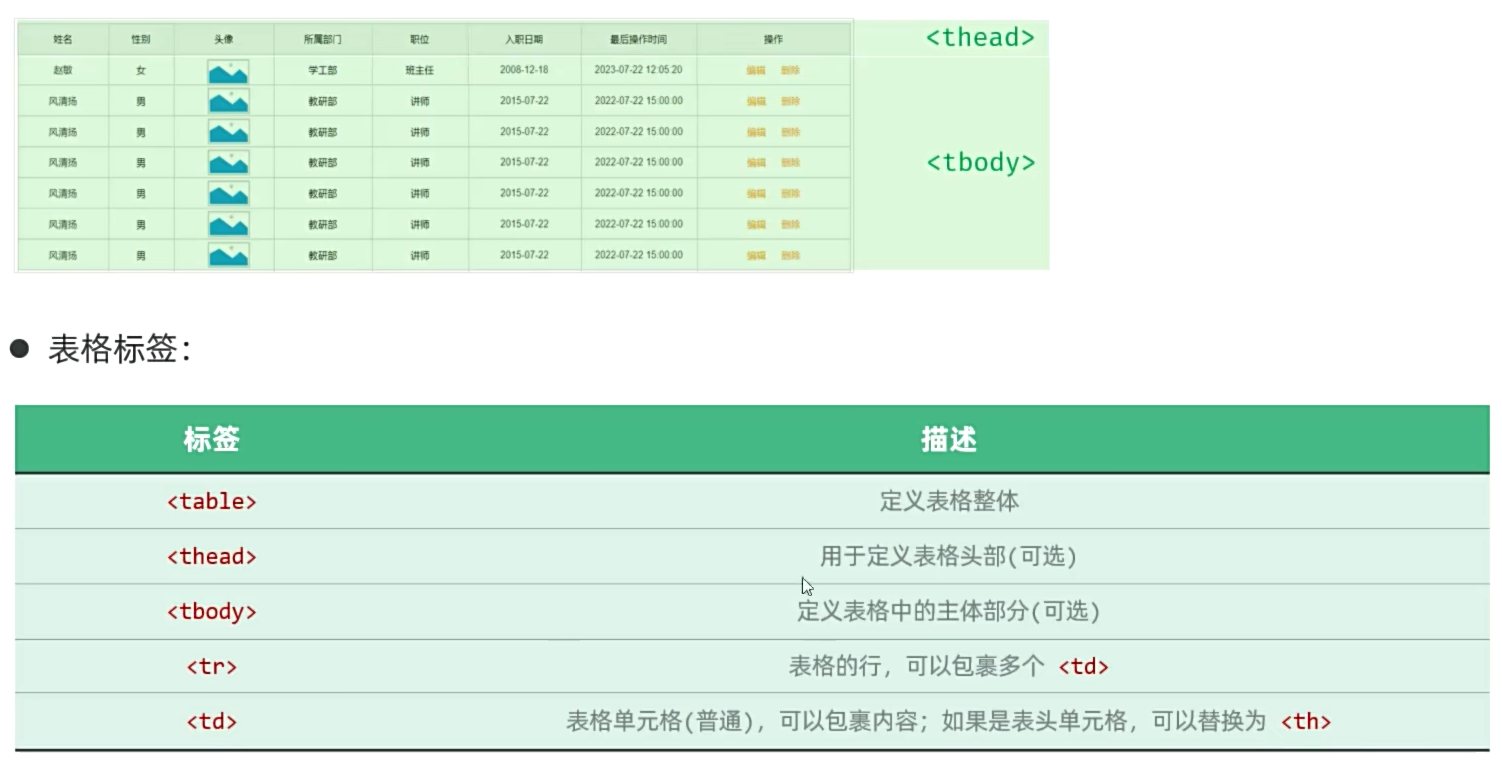 姓名 性别 头像 所属部门 职位 入职日期 最后操作时间 操作 <thead>
赵敏 女 学工部 班主任 2008-12-18 2023-07-22 12:05:20 编辑 删除
风清扬 男 教研部 讲师 2015-07-22 2022-07-22 15:00:00 编辑 删除
风清扬 男 教研部 讲师 2015-07-22 2022-07-22 15:00:00 编辑 删除
风清扬 男 教研部 讲师 2015-07-22 2022-07-22 15:00:00 编辑 删除 <tbody>
风清扬 男 教研部 讲师 2015-07-22 2022-07-22 15:00:00 编辑 删除
风清扬 男 教研部 讲师 2015-07-22 2022-07-22 15:00:00 编辑 删除
风清扬 男 教研部 讲师 2015-07-22 2022-07-22 15:00:00 编辑 删除
● 表格标签：
标签 描述
<table> 定义表格整体
<thead> 用于定义表格头部(可选)
<tbody> 定义表格中的主体部分(可选)
<tr> 表格的行，可以包裹多个 <td>
<td> 表格单元格(普通)，可以包裹内容；如果是表头单元格，可以替换为 <th>